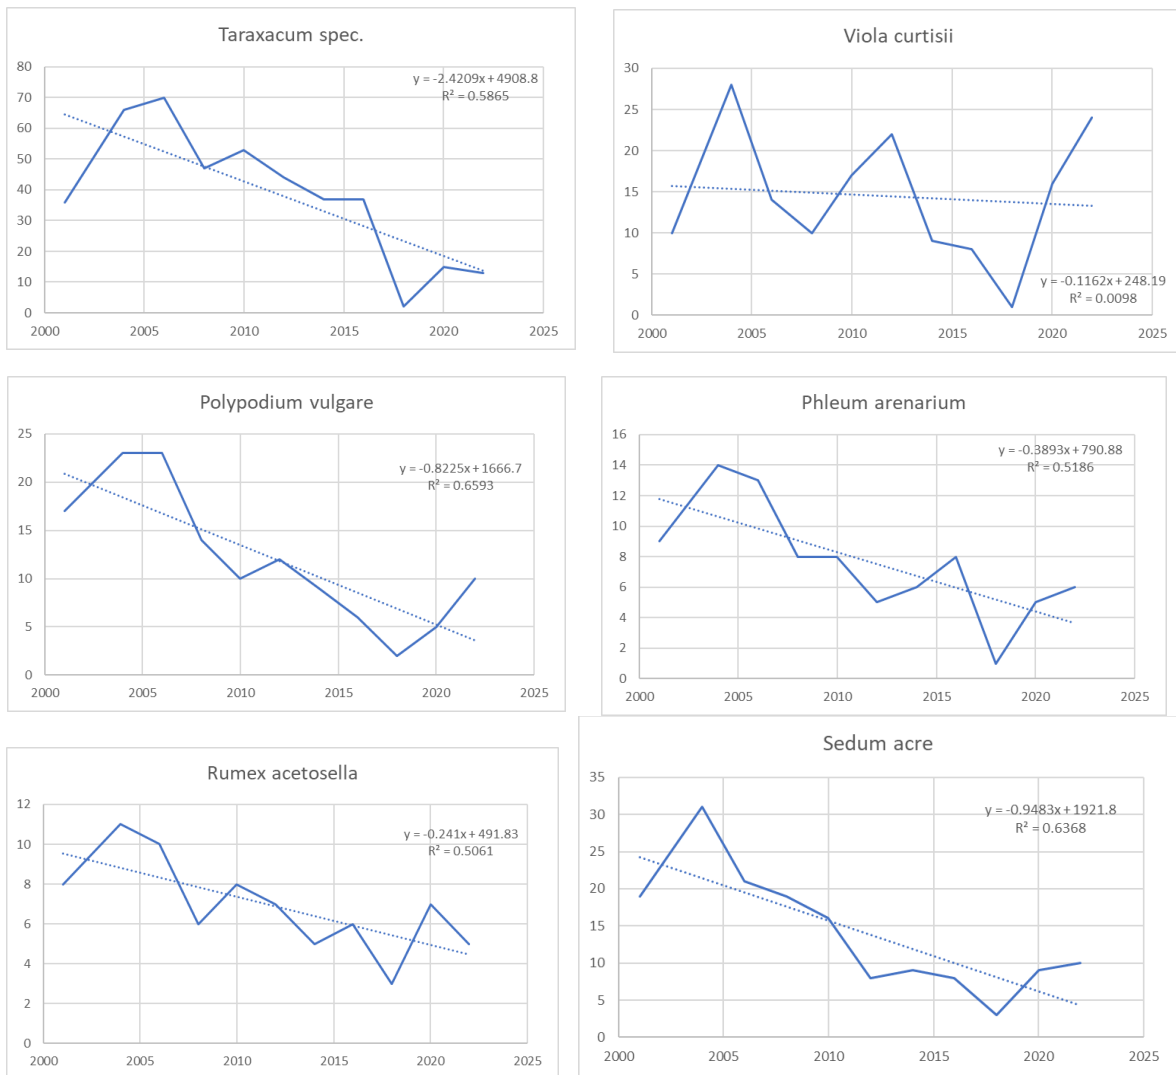 Taraxacum spec.
80
70
60
50
40
30
20
10
0
2000 2005 2010 2015 2020 2025
y = -2.4209x + 4908.8
R² = 0.5865
Viola curtisii
30
25
20
15
10
5
0
2000 2005 2010 2015 2020 2025
y = -0.1162x + 248.19
R² = 0.0098
Polypodium vulgare
25
20
15
10
5
0
2000 2005 2010 2015 2020 2025
y = -0.8225x + 1666.7
R² = 0.6593
Phleum arenarium
16
14
12
10
8
6
4
2
0
2000 2005 2010 2015 2020 2025
y = -0.3893x + 790.88
R² = 0.5186
Rumex acetosella
12
10
8
6
4
2
0
2000 2005 2010 2015 2020 2025
y = -0.241x + 491.83
R² = 0.5061
Sedum acre
35
30
25
20
15
10
5
0
2000 2005 2010 2015 2020 2025
y = -0.9483x + 1921.8
R² = 0.6368